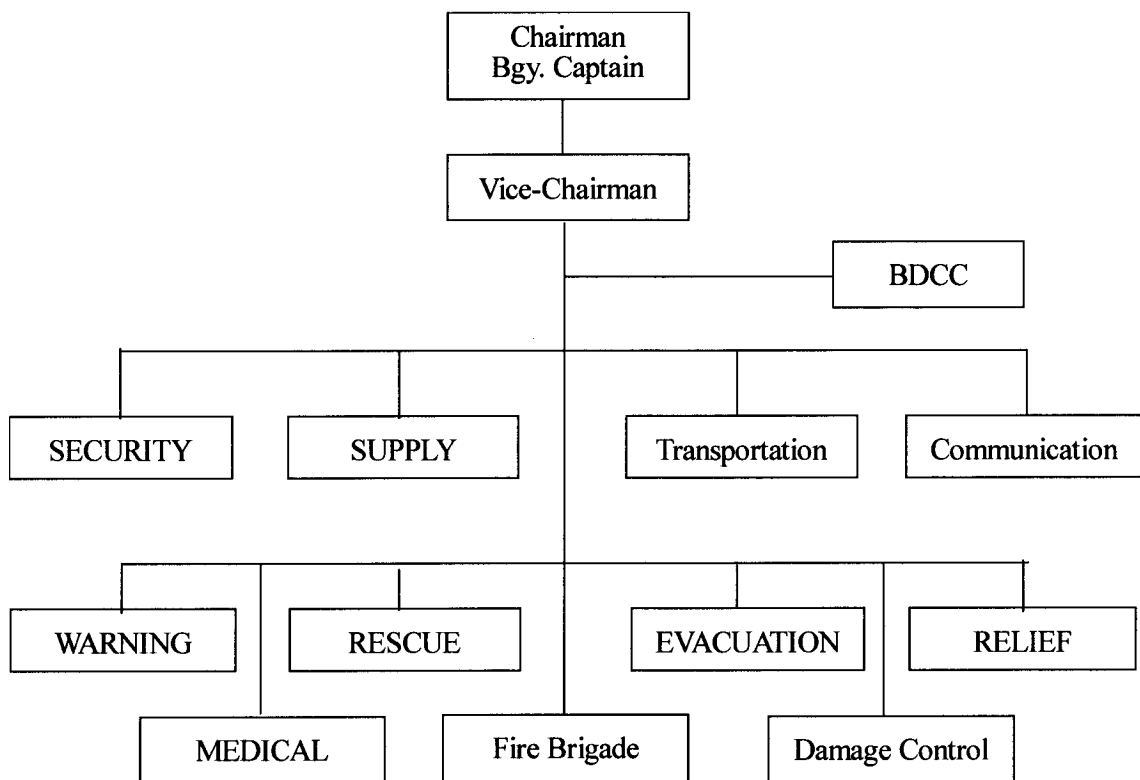 Chairman
Bgy. Captain
Vice-Chairman
BDCC
SECURITY
SUPPLY
Transportation
Communication
WARNING
RESCUE
EVACUATION
RELIEF
MEDICAL
Fire Brigade
Damage Control